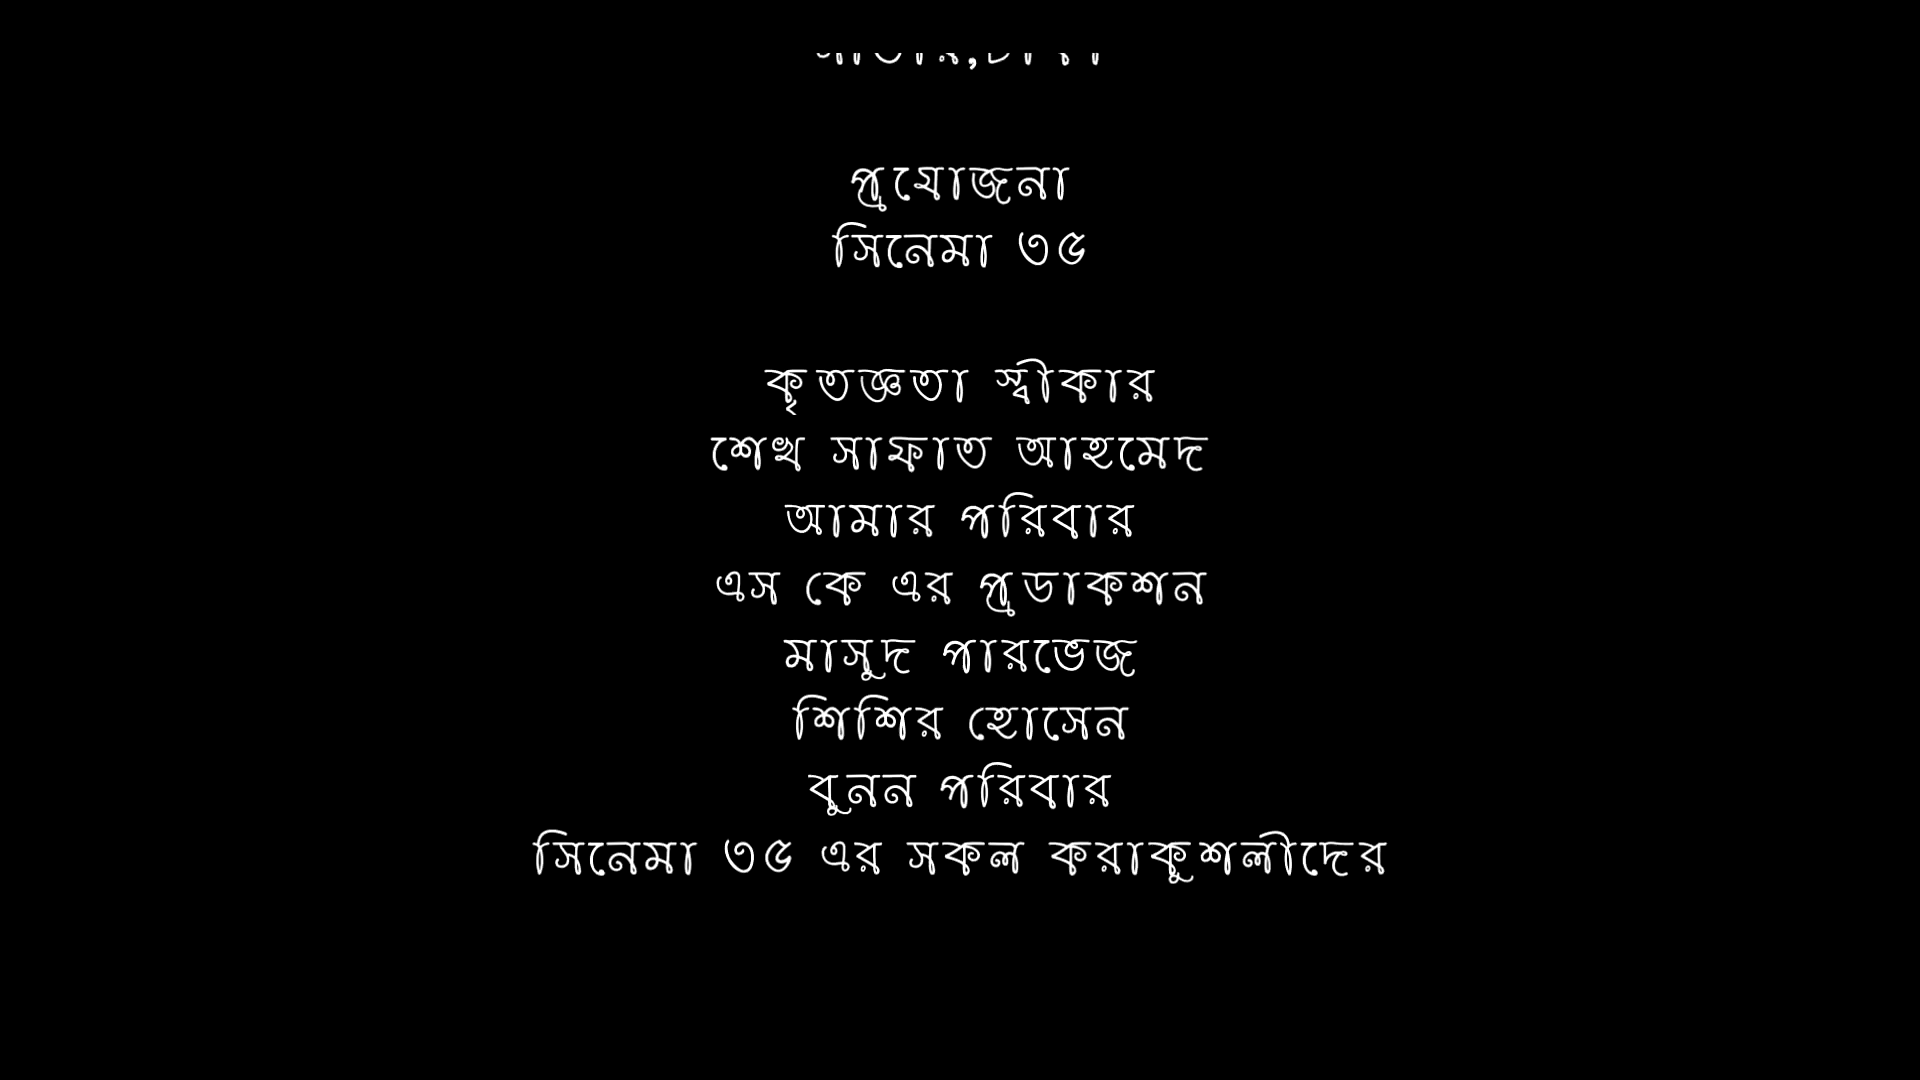 প্রযোজনা
সিনেমা ৩৫
কৃতজ্ঞতা স্বীকার
শেখ সাফাত আহমেদ
আমার পরিবার
এস কে এর প্রডাকশন
মাসুদ পারভেজ
শিশির হোসেন
বুনন পরিবার
সিনেমা ৩৫ এর সকল করাকুশলীদের